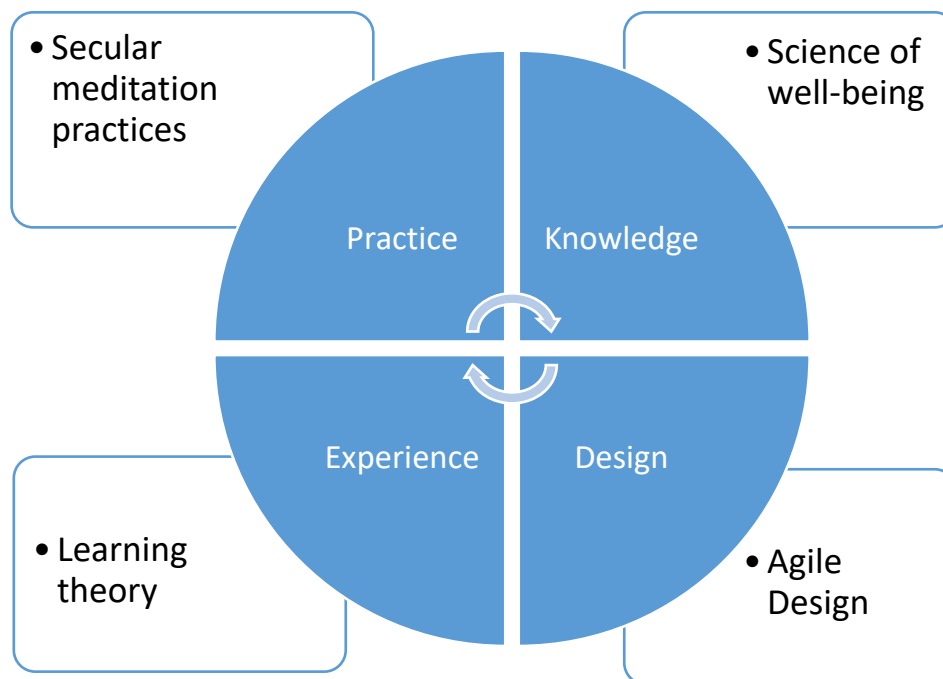 • Secular
meditation
practices
• Science of
well-being
Practice
Knowledge
Experience
Design
• Learning
theory
• Agile
Design